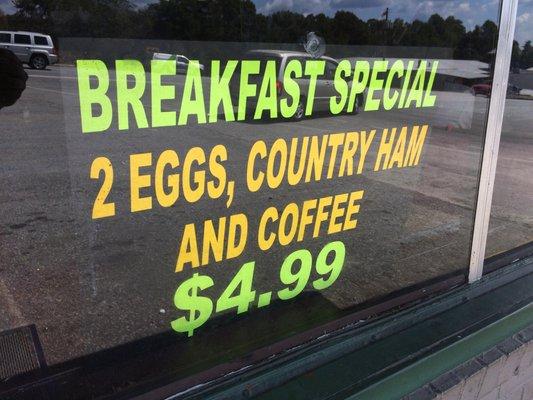 BREAKFAST SPECIAL
2 EGGS, COUNTRY HAM
AND COFFEE
$4.99